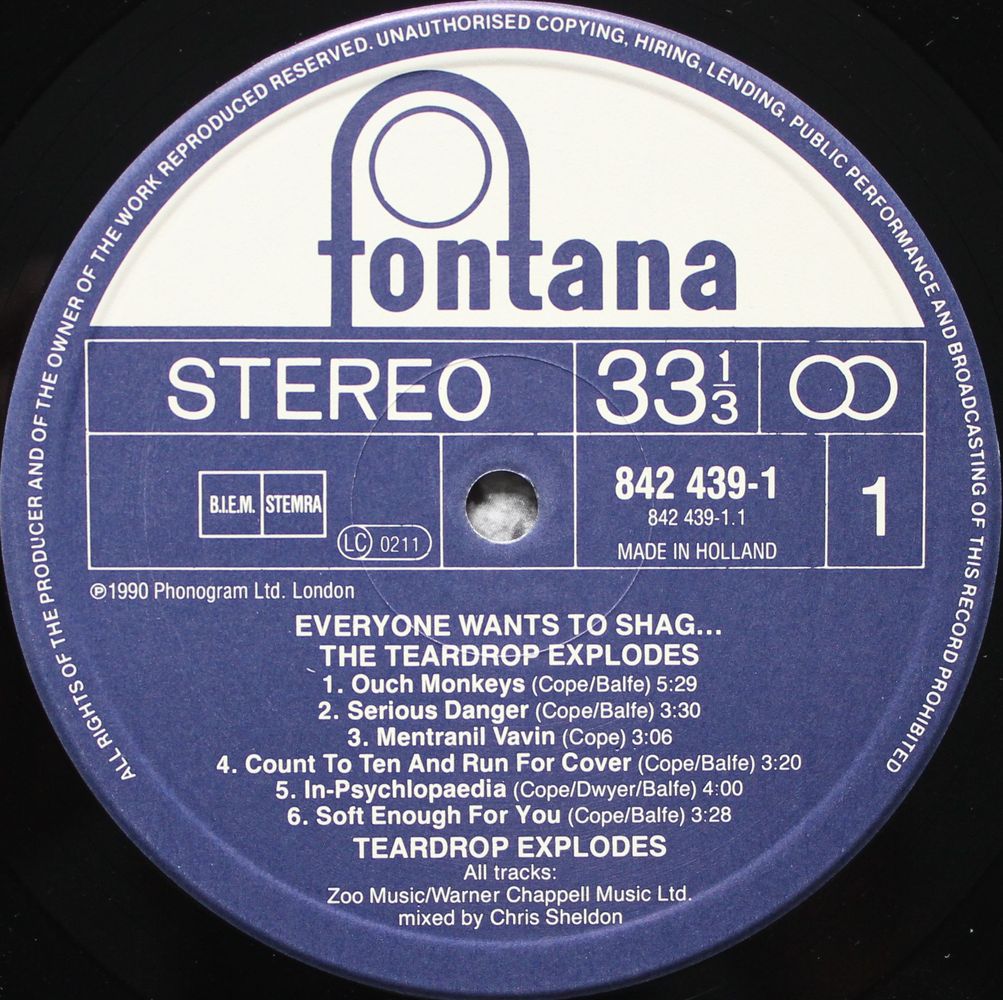 ALL RIGHTS OF THE PRODUCER AND OF THE OWNER OF THE WORK REPRODUCED RESERVED. UNAUTHORISED COPYING, HIRING, LENDING, PUBLIC PERFORMANCE AND BROADCASTING OF THIS RECORD PROHIBITED
fontana
STEREO
33 1/3
B.I.E.M. STEMRA
LC 0211
842 439-1
842 439-1.1
MADE IN HOLLAND
1
℗1990 Phonogram Ltd. London
EVERYONE WANTS TO SHAG...
THE TEARDROP EXPLODES
1. Ouch Monkeys (Cope/Balfe) 5:29
2. Serious Danger (Cope/Balfe) 3:30
3. Mentranil Vavin (Cope) 3:06
4. Count To Ten And Run For Cover (Cope/Balfe) 3:20
5. In-Psychlopaedia (Cope/Dwyer/Balfe) 4:00
6. Soft Enough For You (Cope/Balfe) 3:28
TEARDROP EXPLODES
All tracks:
Zoo Music/Warner Chappell Music Ltd.
mixed by Chris Sheldon